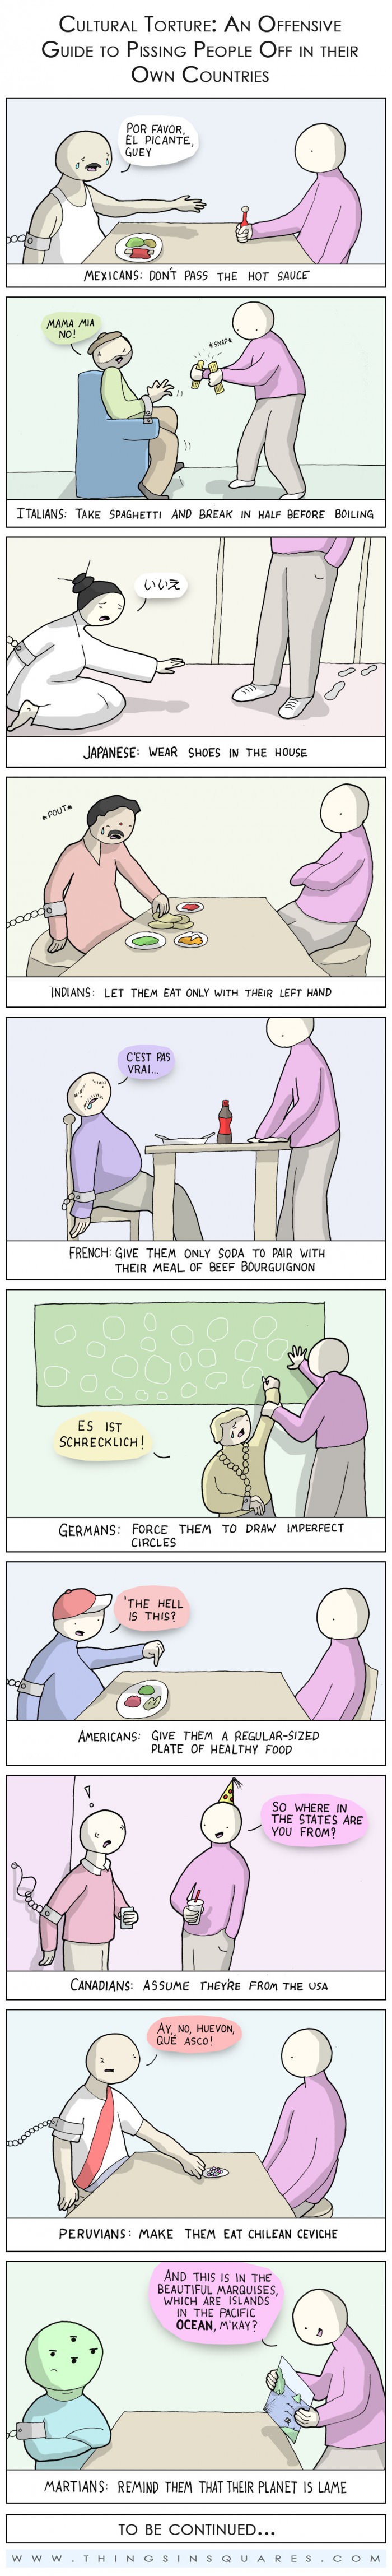 Cultural Torture: An Offensive
Guide to Pissing People Off in their
Own Countries
POR FAVOR,
EL PICANTE,
GUEY
MEXICANS: DON'T PASS THE HOT SAUCE
MAMA MIA
NO!
*SNAP*
ITALIANS: TAKE SPAGHETTI AND BREAK IN HALF BEFORE BOILING
いいえ
JAPANESE: WEAR SHOES IN THE HOUSE
*POUT*
INDIANS: LET THEM EAT ONLY WITH THEIR LEFT HAND
C'EST PAS
VRAI...
FRENCH: GIVE THEM ONLY SODA TO PAIR WITH
THEIR MEAL OF BEEF BOURGUIGNON
ES IST
SCHRECKLICH!
GERMANS: FORCE THEM TO DRAW IMPERFECT
CIRCLES
'THE HELL
IS THIS?
AMERICANS: GIVE THEM A REGULAR-SIZED
PLATE OF HEALTHY FOOD
!
SO WHERE IN
THE STATES ARE
YOU FROM?
CANADIANS: ASSUME THEY'RE FROM THE USA
AY, NO, HUEVON,
QUÉ ASCO!
PERUVIANS: MAKE THEM EAT CHILEAN CEVICHE
AND THIS IS IN THE
BEAUTIFUL MARQUISES,
WHICH ARE ISLANDS
IN THE PACIFIC
OCEAN, M'KAY?
MARTIANS: REMIND THEM THAT THEIR PLANET IS LAME
TO BE CONTINUED...
WWW.THINGSINSQUARES.COM